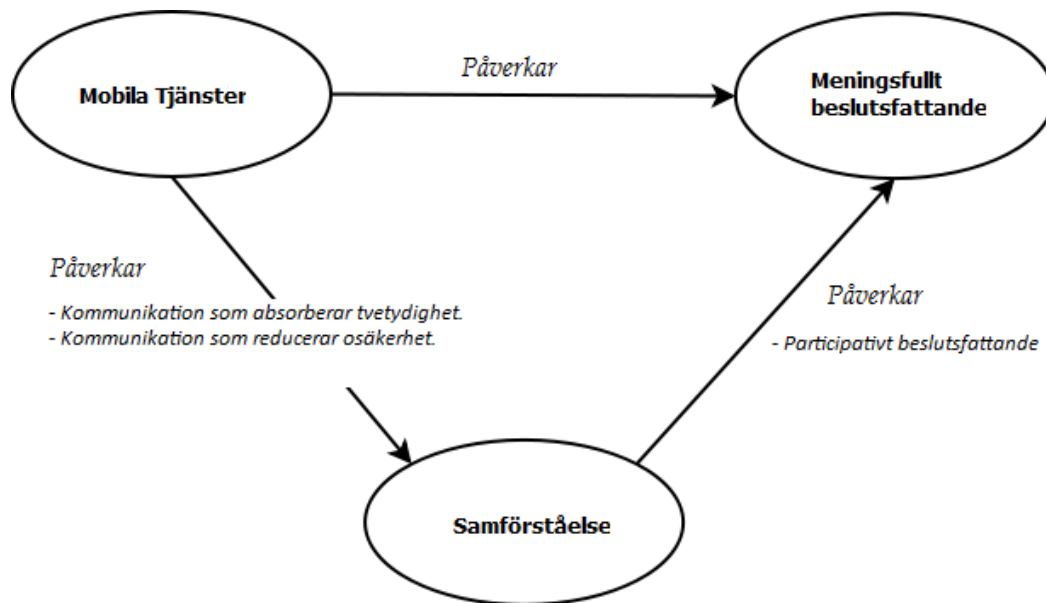 Påverkar
Mobila Tjänster
Meningsfullt
beslutsfattande
Påverkar
- Kommunikation som absorberar tvetydighet.
- Kommunikation som reducerar osäkerhet.
Påverkar
- Participativt beslutsfattande
Samförståelse